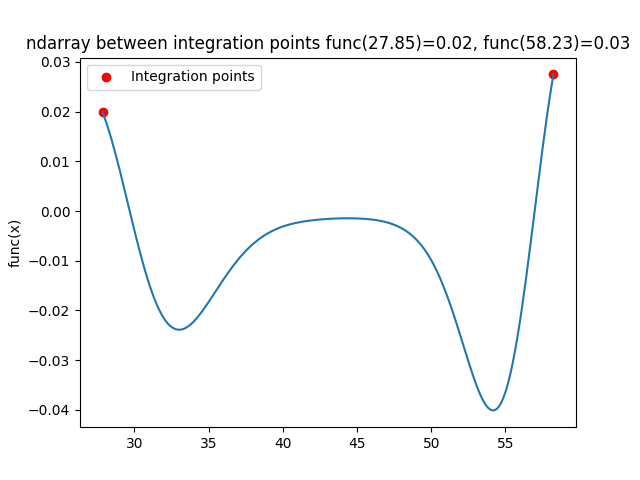 ndarray between integration points func(27.85)=0.02, func(58.23)=0.03
Integration points
func(x)
0.03
0.02
0.01
0.00
−0.01
−0.02
−0.03
−0.04
30 35 40 45 50 55